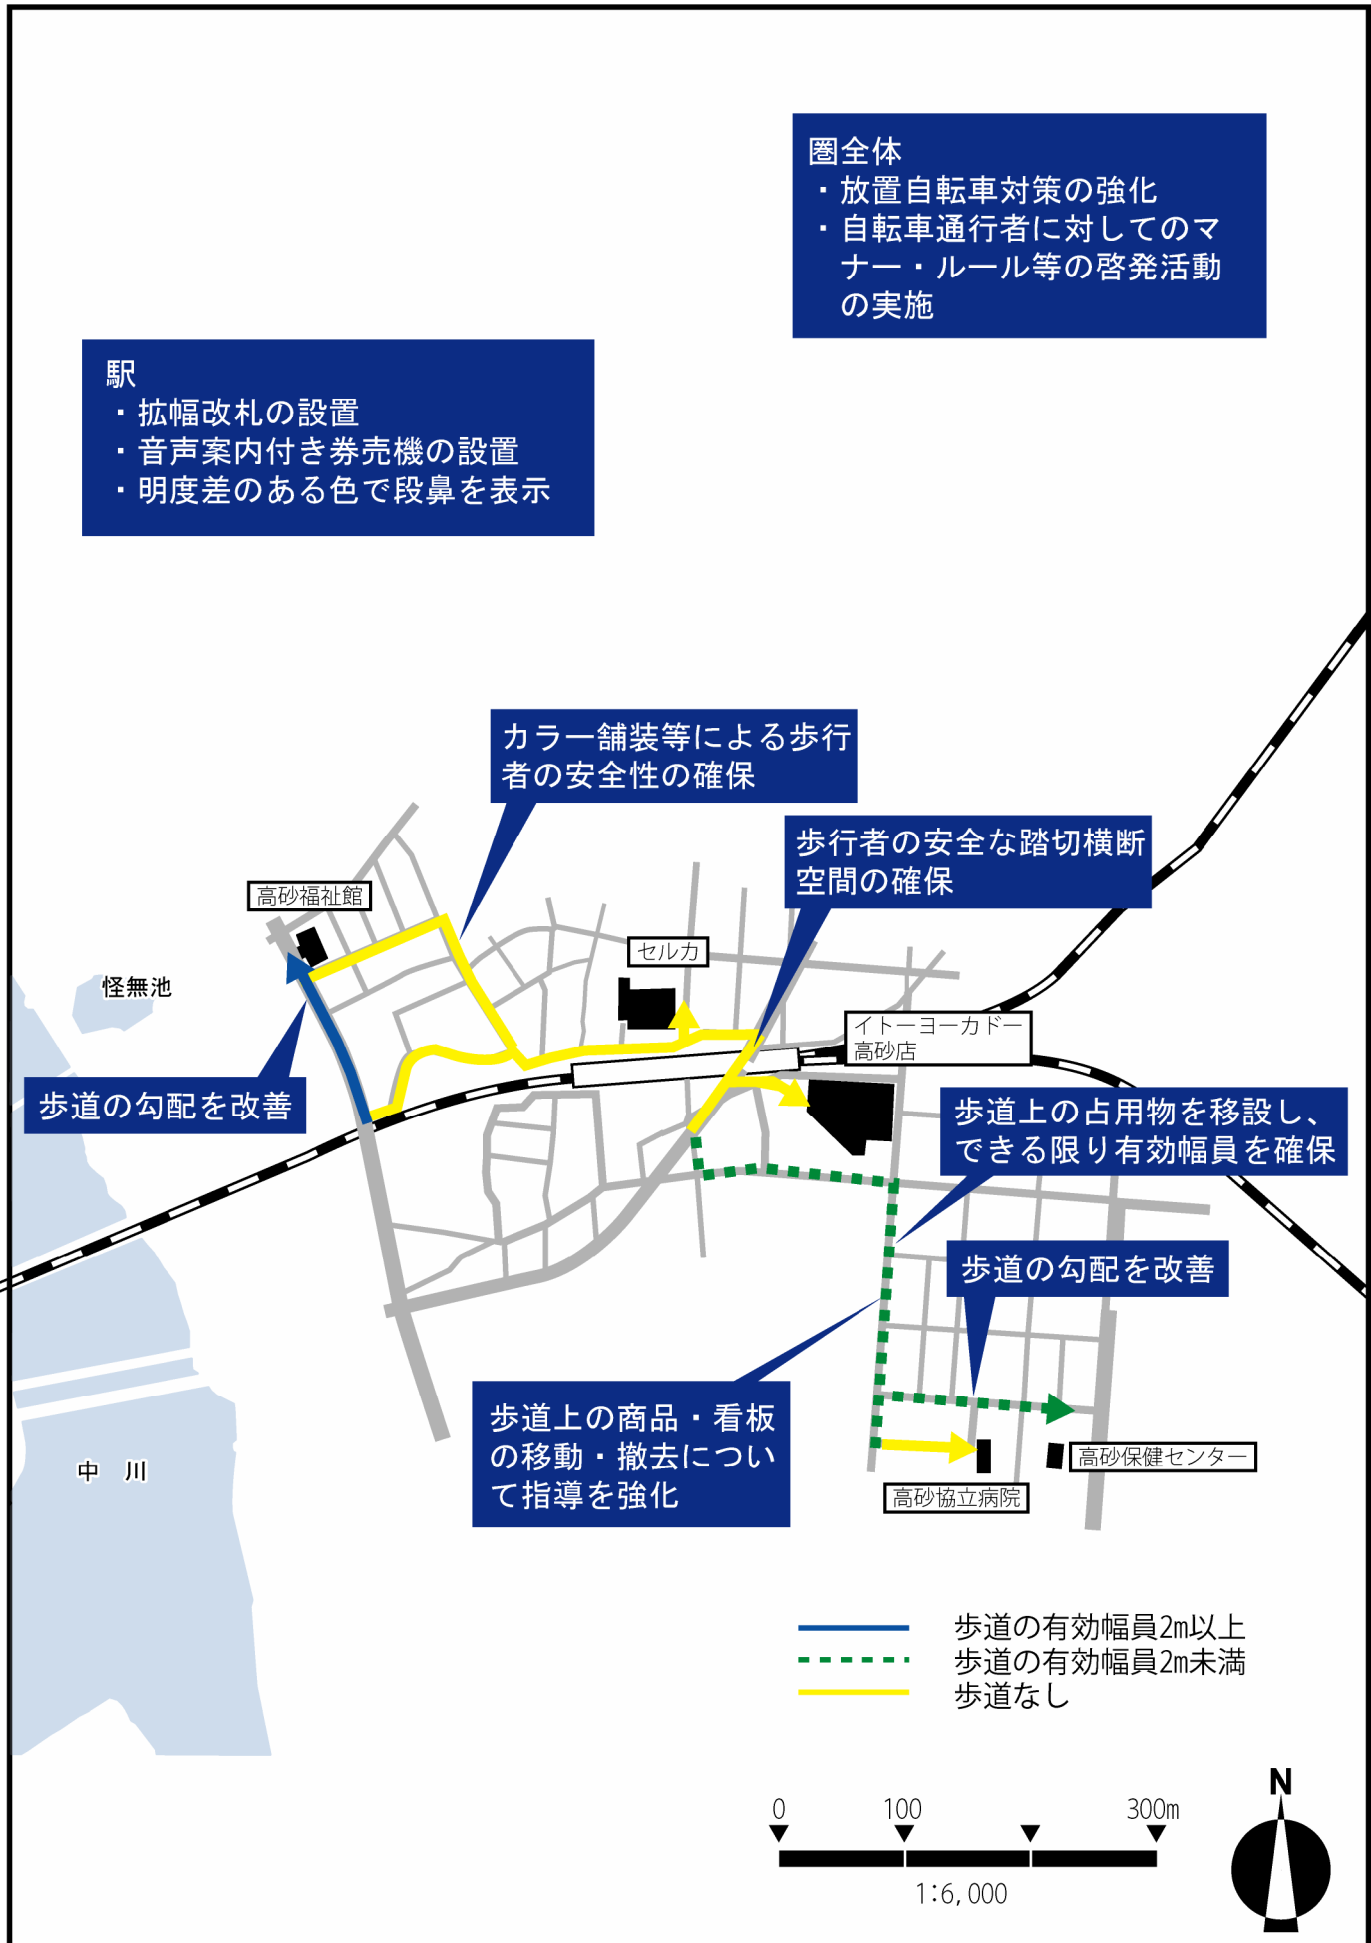 圏全体
・放置自転車対策の強化
・自転車通行者に対してのマ
ナー・ルール等の啓発活動
の実施
駅
・拡幅改札の設置
・音声案内付き券売機の設置
・明度差のある色で段鼻を表示
カラー舗装等による歩行
者の安全性の確保
歩行者の安全な踏切横断
空間の確保
高砂福祉館
セルカ
怪無池
イトーヨーカドー
高砂店
歩道の勾配を改善
歩道上の占用物を移設し、
できる限り有効幅員を確保
歩道の勾配を改善
歩道上の商品・看板
の移動・撤去につい
て指導を強化
中 川
高砂保健センター
高砂協立病院
歩道の有効幅員2m以上
歩道の有効幅員2m未満
歩道なし
N
0 100 300m
1:6,000